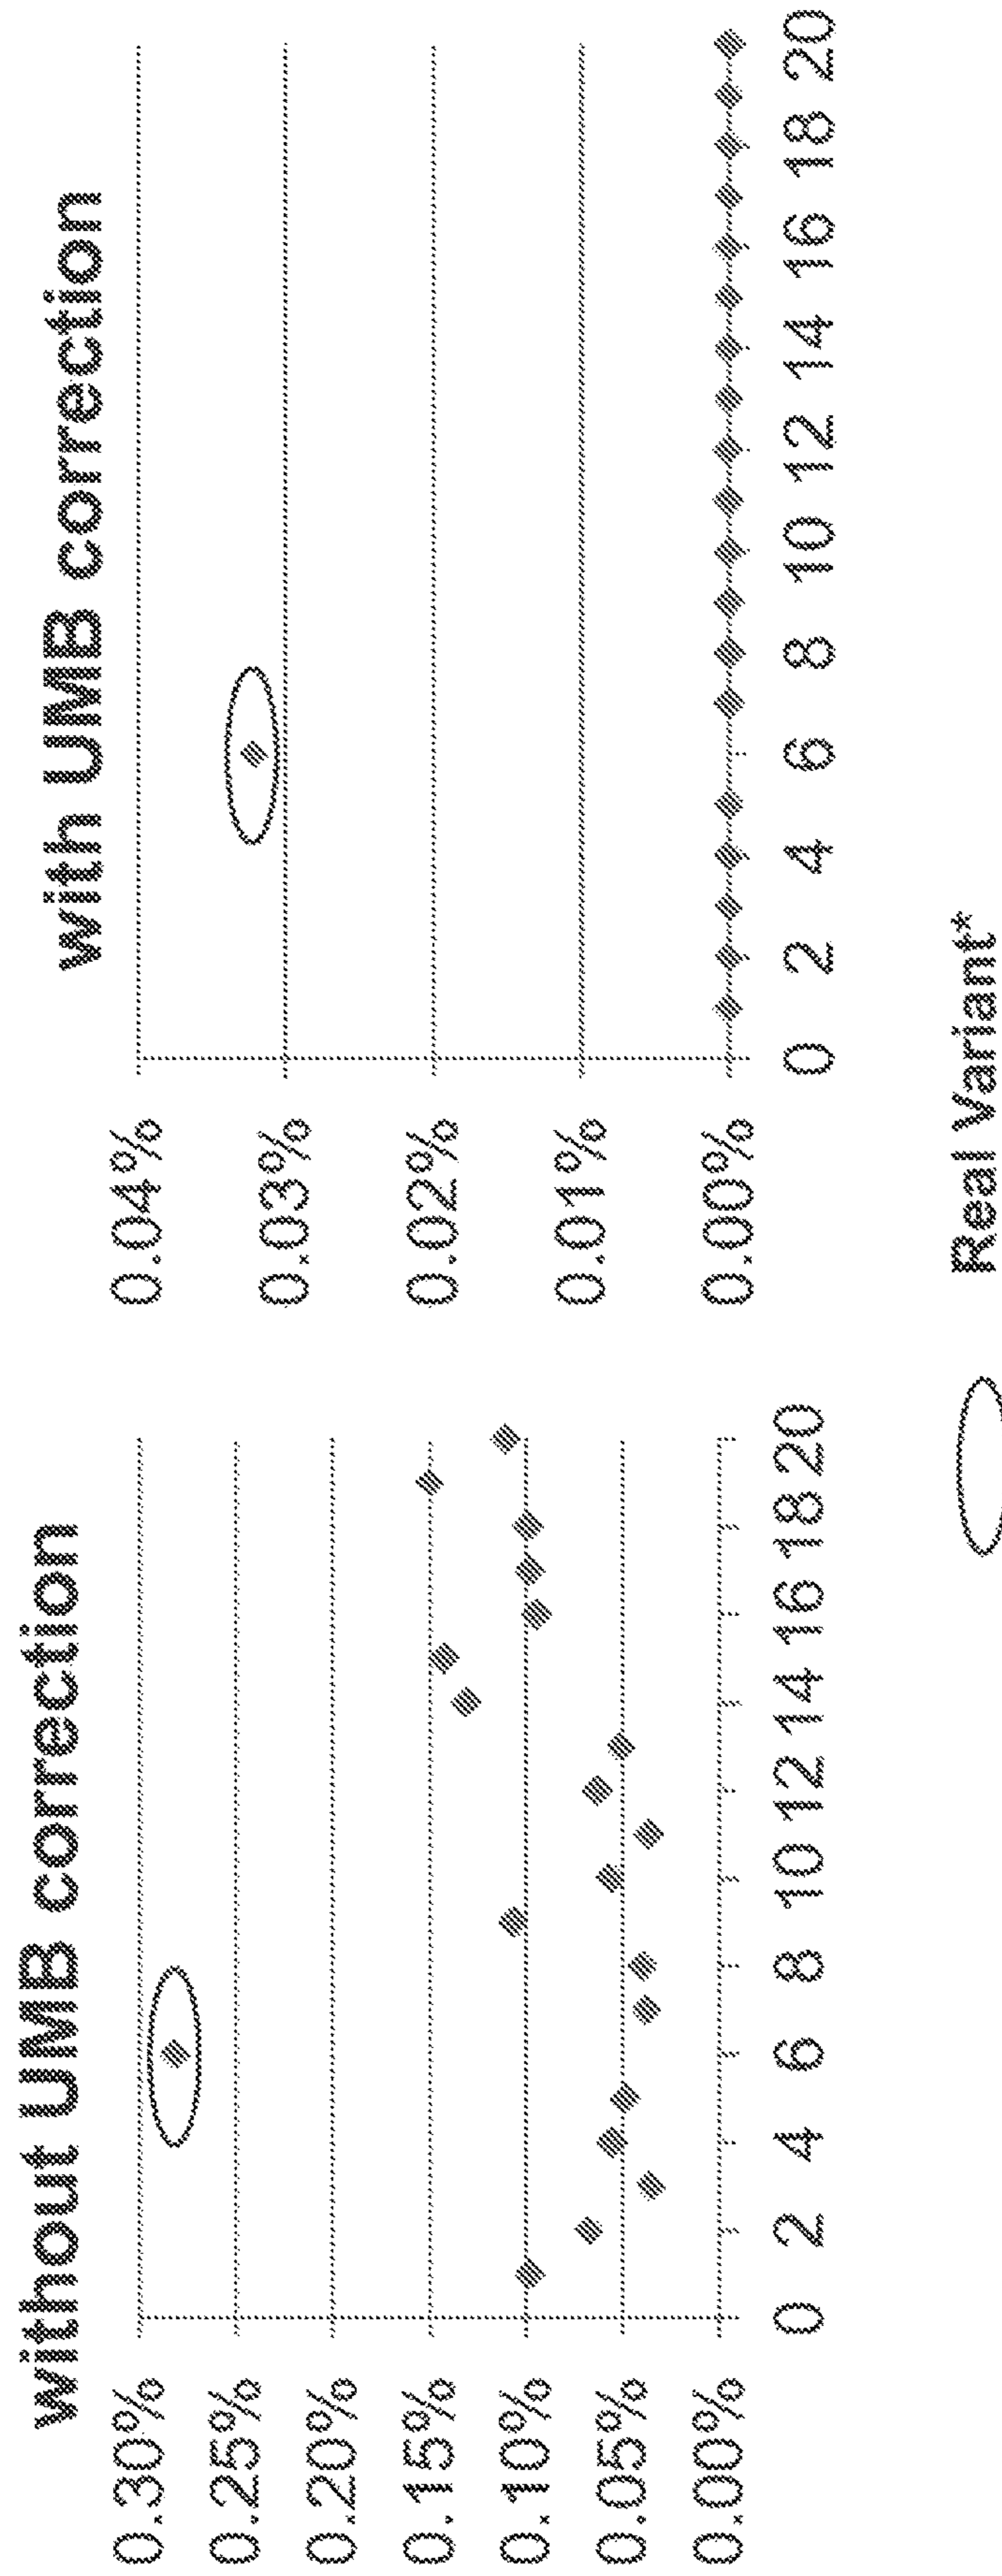 without UMB correction
0.30%
0.25%
0.20%
0.15%
0.10%
0.05%
0.00%
0 2 4 6 8 10 12 14 16 18 20
with UMB correction
0.04%
0.03%
0.02%
0.01%
0.00%
0 2 4 6 8 10 12 14 16 18 20
Real Variant*